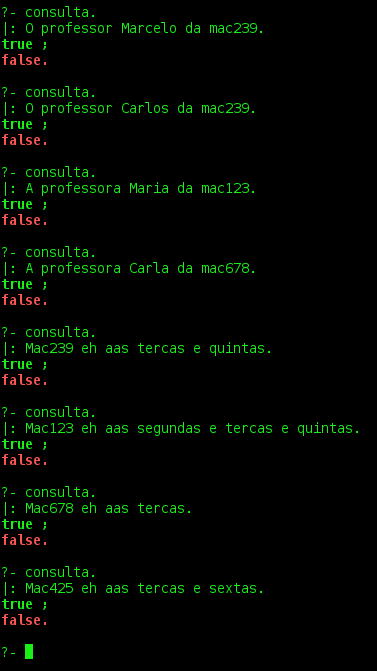 ?- consulta.
|: O professor Marcelo da mac239.
true ;
false.
?- consulta.
|: O professor Carlos da mac239.
true ;
false.
?- consulta.
|: A professora Maria da mac123.
true ;
false.
?- consulta.
|: A professora Carla da mac678.
true ;
false.
?- consulta.
|: Mac239 eh aas tercas e quintas.
true ;
false.
?- consulta.
|: Mac123 eh aas segundas e tercas e quintas.
true ;
false.
?- consulta.
|: Mac678 eh aas tercas.
true ;
false.
?- consulta.
|: Mac425 eh aas tercas e sextas.
true ;
false.
?-